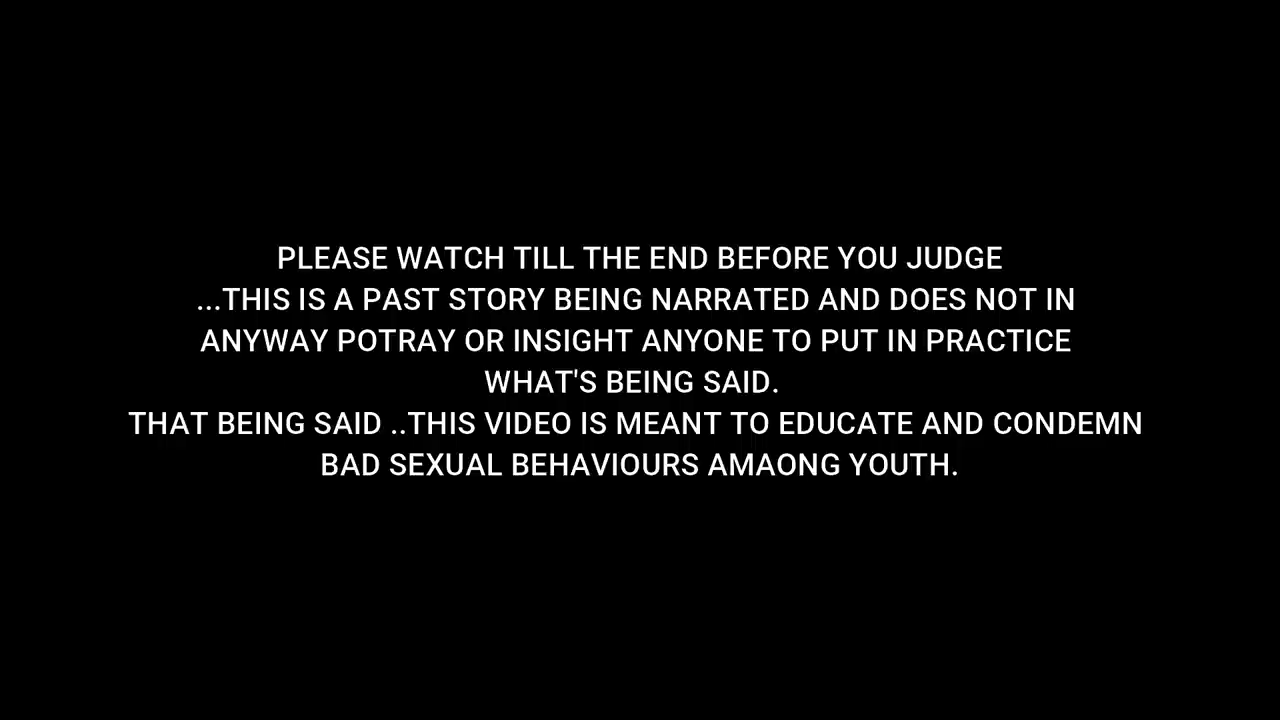 PLEASE WATCH TILL THE END BEFORE YOU JUDGE
...THIS IS A PAST STORY BEING NARRATED AND DOES NOT IN
ANYWAY POTRAY OR INSIGHT ANYONE TO PUT IN PRACTICE
WHAT'S BEING SAID.
THAT BEING SAID ..THIS VIDEO IS MEANT TO EDUCATE AND CONDEMN
BAD SEXUAL BEHAVIOURS AMAONG YOUTH.